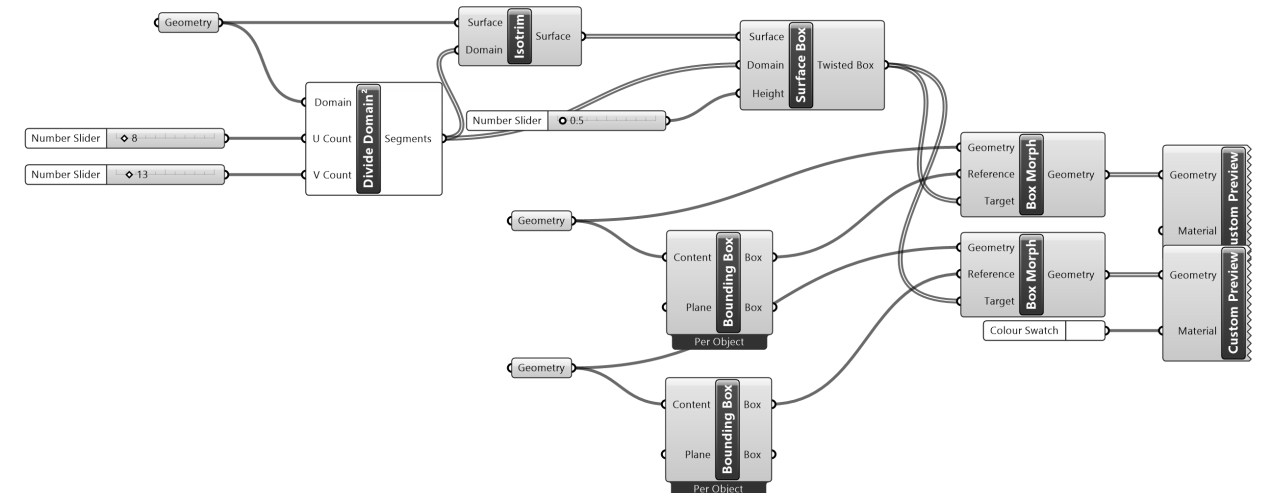 Geometry
Surface
Domain
Isotrim
Surface
Surface
Domain
Height
Surface Box
Twisted Box
Domain
U Count
V Count
Divide Domain²
Segments
Number Slider
8
Number Slider
13
Number Slider
0.5
Geometry
Content
Plane
Bounding Box
Box
Box
Per Object
Geometry
Reference
Target
Box Morph
Geometry
Geometry
Material
ustom Preview
Geometry
Reference
Target
Box Morph
Geometry
Colour Swatch
Geometry
Material
Custom Preview
Geometry
Content
Plane
Bounding Box
Box
Box
Per Object